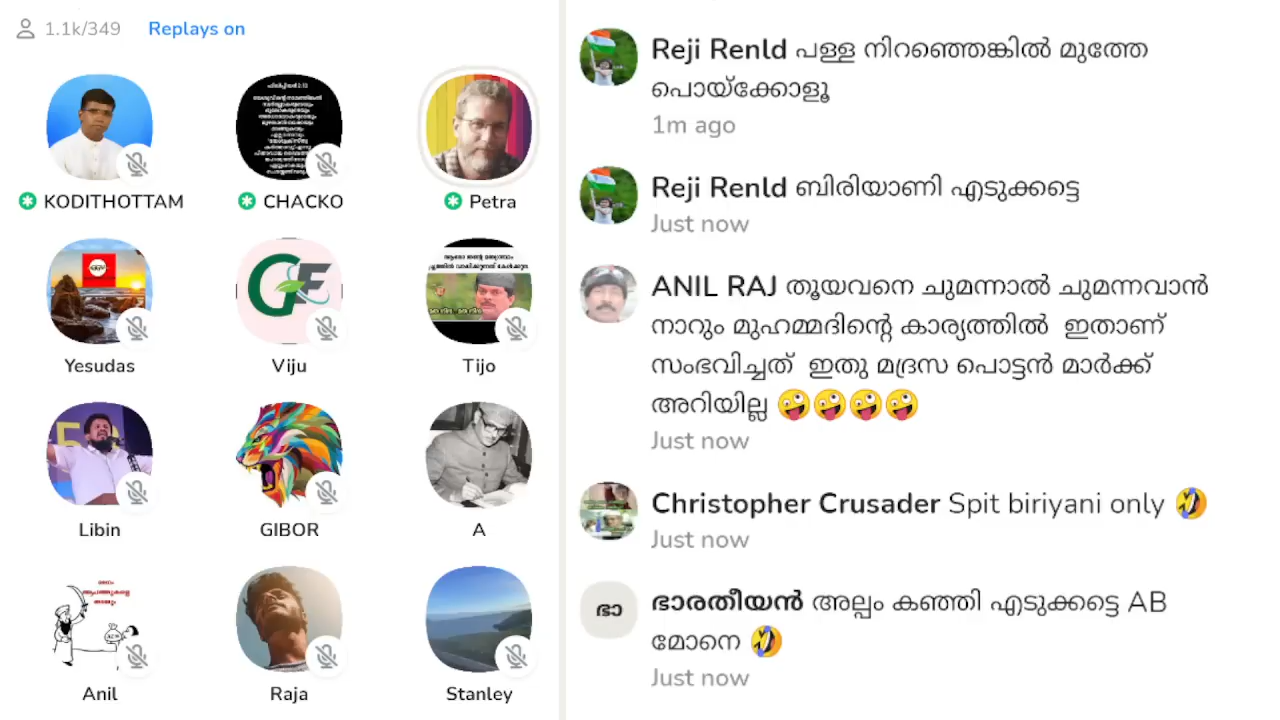 1.1k/349 Replays on
KODITHOTTAM
CHACKO
Petra
Yesudas
Viju
Tijo
Libin
GIBOR
A
Anil
Raja
Stanley
Reji Renld പള്ള നിറഞ്ഞെങ്കിൽ മുത്തേ
പൊയ്ക്കോളൂ
1m ago
Reji Renld ബിരിയാണി എടുക്കട്ടെ
Just now
ANIL RAJ തൂയവനെ ചുമന്നാൽ ചുമന്നവാൻ
നാറും മുഹമ്മദിന്റെ കാര്യത്തിൽ ഇതാണ്
സംഭവിച്ചത് ഇതു മദ്രസ പൊട്ടൻ മാർക്ക്
അറിയില്ല 🤪🤪🤪🤪
Just now
Christopher Crusader Spit biriyani only 🤣
Just now
ഭാ
ഭാരതീയൻ അല്പം കഞ്ഞി എടുക്കട്ടെ AB
മോനെ 🤣
Just now